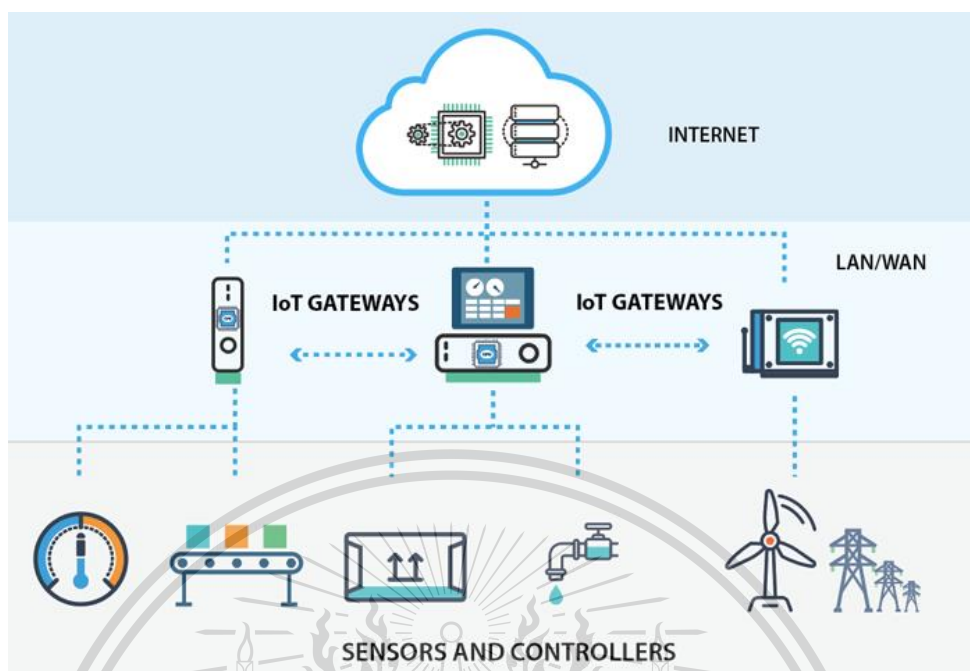 INTERNET
LAN/WAN
IoT GATEWAYS
IoT GATEWAYS
SENSORS AND CONTROLLERS